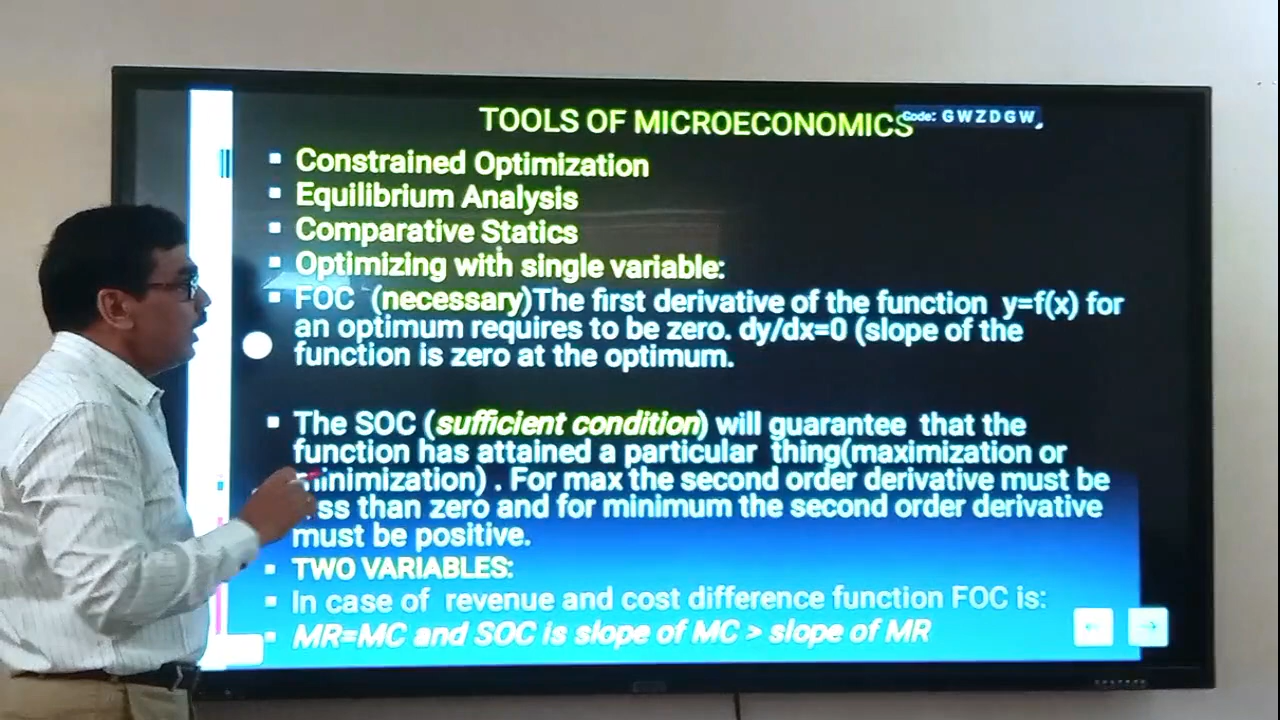 TOOLS OF MICROECONOMICS
Code: GWZDGW
▪ Constrained Optimization
▪ Equilibrium Analysis
▪ Comparative Statics
▪ Optimizing with single variable:
▪ FOC (necessary)The first derivative of the function y=f(x) for
an optimum requires to be zero. dy/dx=0 (slope of the
function is zero at the optimum.
▪ The SOC (sufficient condition) will guarantee that the
function has attained a particular thing(maximization or
minimization) . For max the second order derivative must be
less than zero and for minimum the second order derivative
must be positive.
▪ TWO VARIABLES:
▪ In case of revenue and cost difference function FOC is:
▪ MR=MC and SOC is slope of MC > slope of MR